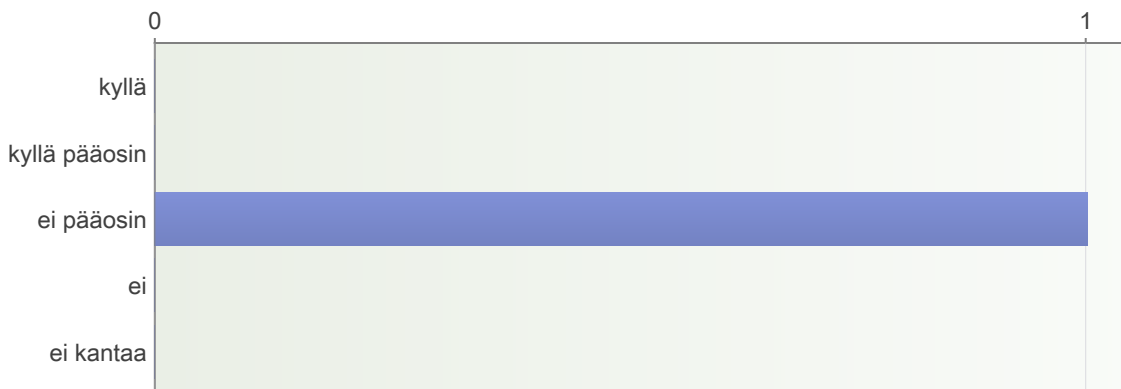 0 1
kyllä
kyllä pääosin
ei pääosin
ei
ei kantaa